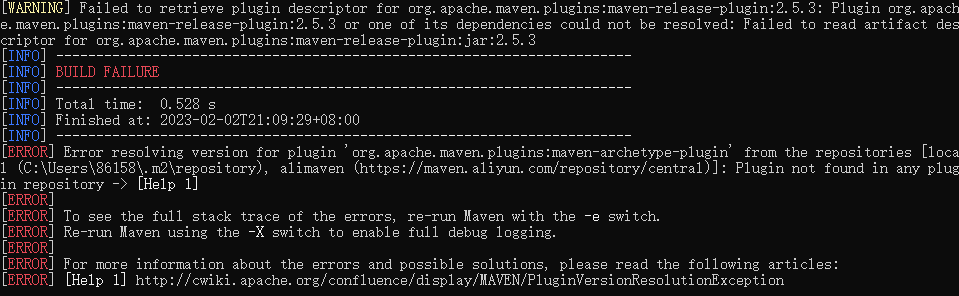 [WARNING] Failed to retrieve plugin descriptor for org.apache.maven.plugins:maven-release-plugin:2.5.3: Plugin org.apach
e.maven.plugins:maven-release-plugin:2.5.3 or one of its dependencies could not be resolved: Failed to read artifact des
criptor for org.apache.maven.plugins:maven-release-plugin:jar:2.5.3
[INFO] ------------------------------------------------------------------------
[INFO] BUILD FAILURE
[INFO] ------------------------------------------------------------------------
[INFO] Total time:  0.528 s
[INFO] Finished at: 2023-02-02T21:09:29+08:00
[INFO] ------------------------------------------------------------------------
[ERROR] Error resolving version for plugin 'org.apache.maven.plugins:maven-archetype-plugin' from the repositories [loca
l (C:\Users\86158\.m2\repository), alimaven (https://maven.aliyun.com/repository/central)]: Plugin not found in any plug
in repository -> [Help 1]
[ERROR]
[ERROR] To see the full stack trace of the errors, re-run Maven with the -e switch.
[ERROR] Re-run Maven using the -X switch to enable full debug logging.
[ERROR]
[ERROR] For more information about the errors and possible solutions, please read the following articles:
[ERROR] [Help 1] http://cwiki.apache.org/confluence/display/MAVEN/PluginVersionResolutionException